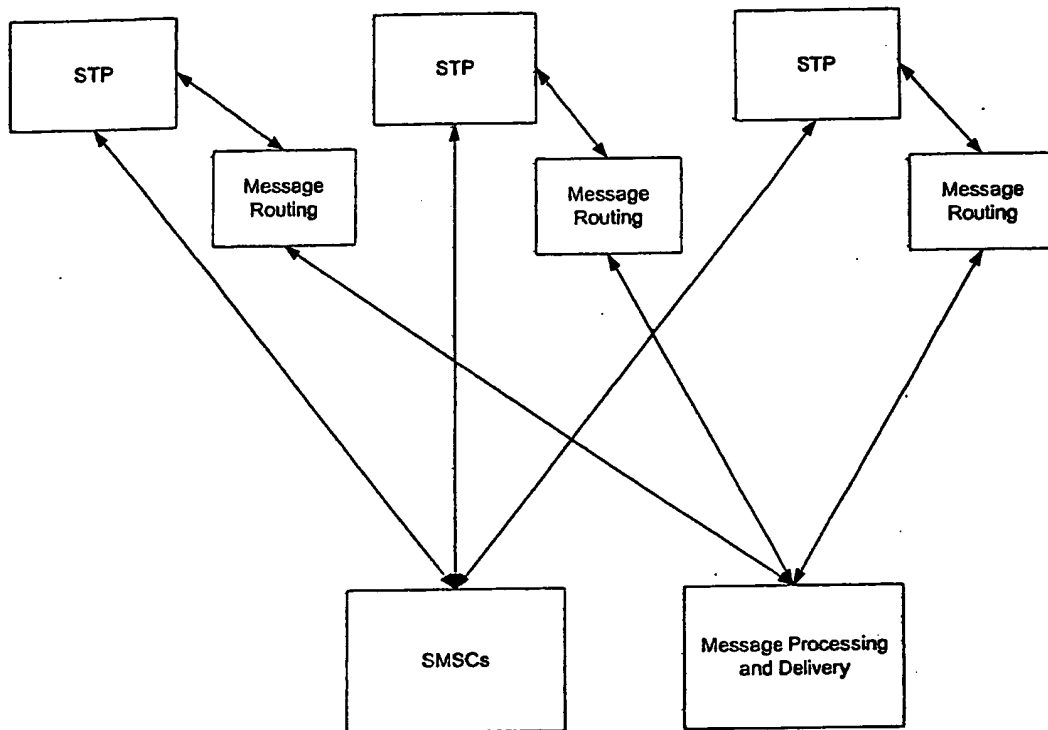 STP
STP
STP
Message
Routing
Message
Routing
Message
Routing
SMSCs
Message Processing
and Delivery